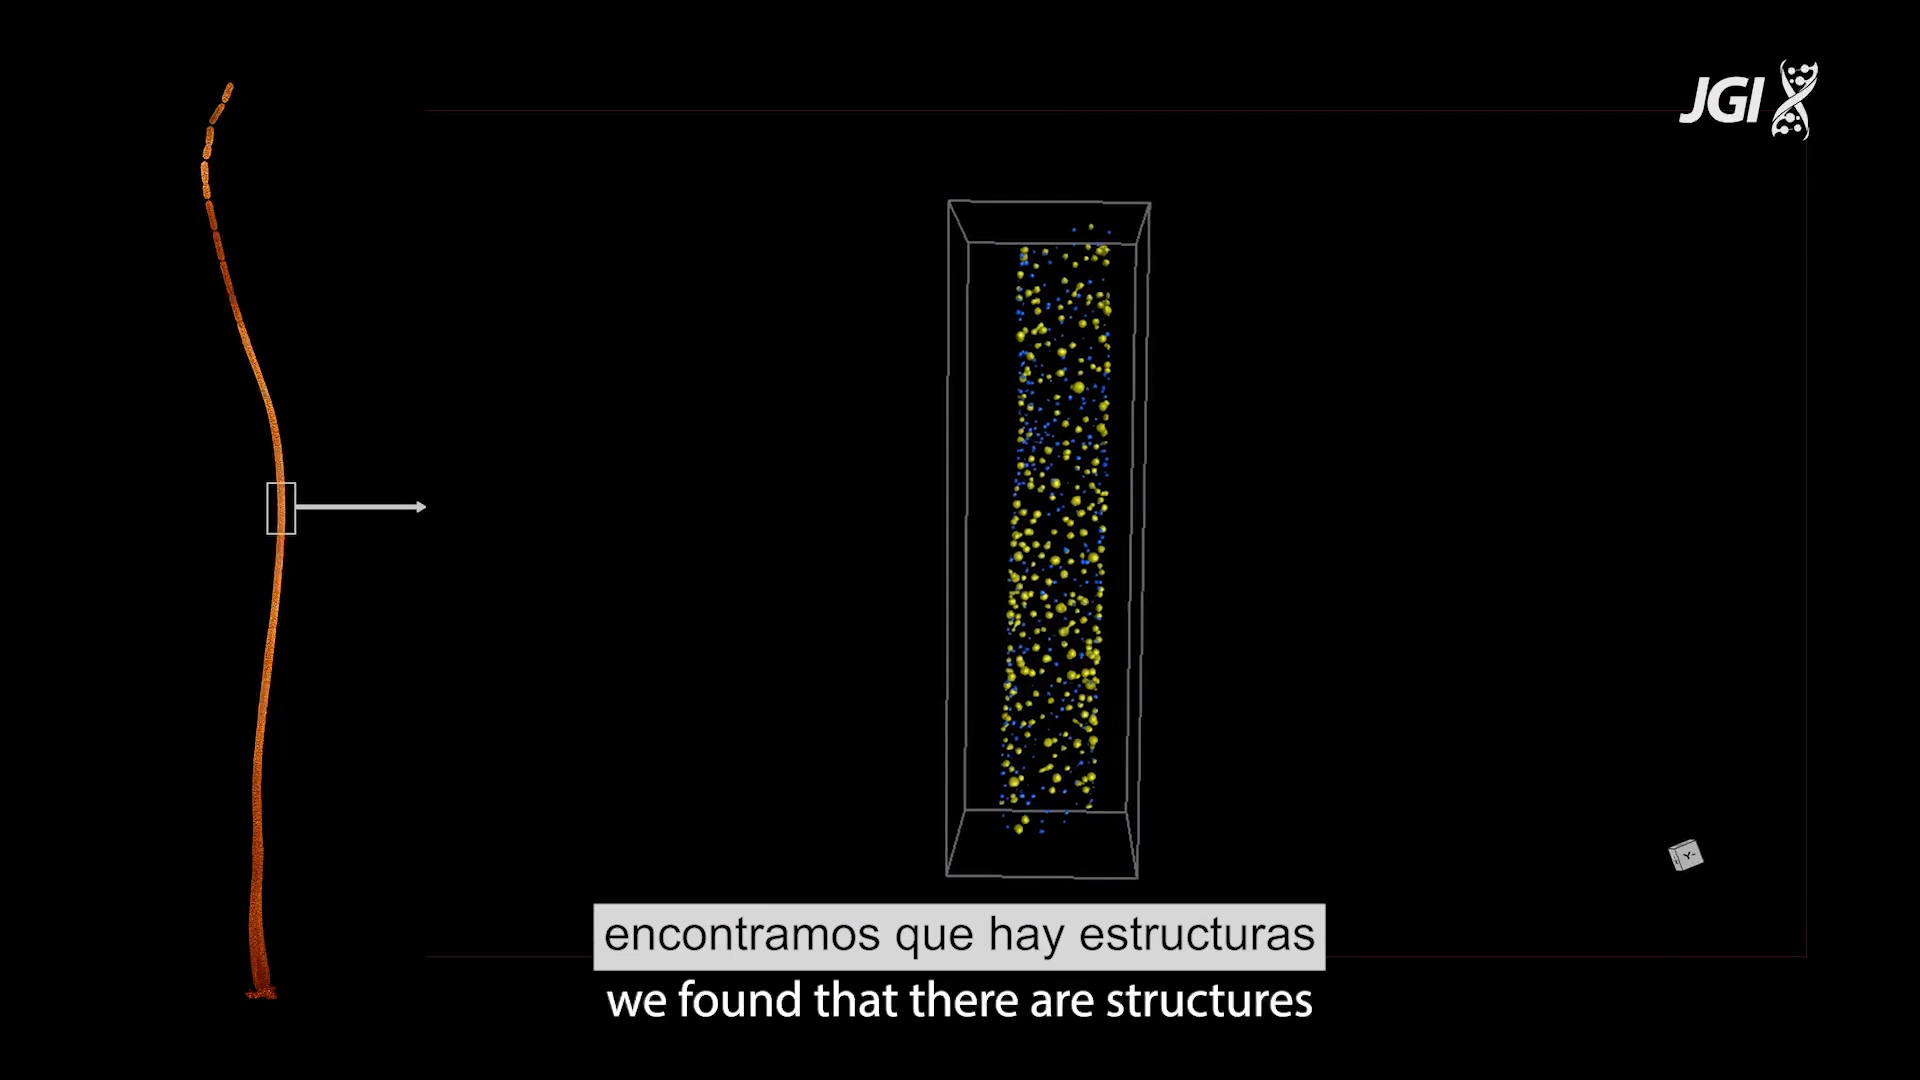 JGI
Y-
encontramos que hay estructuras
we found that there are structures